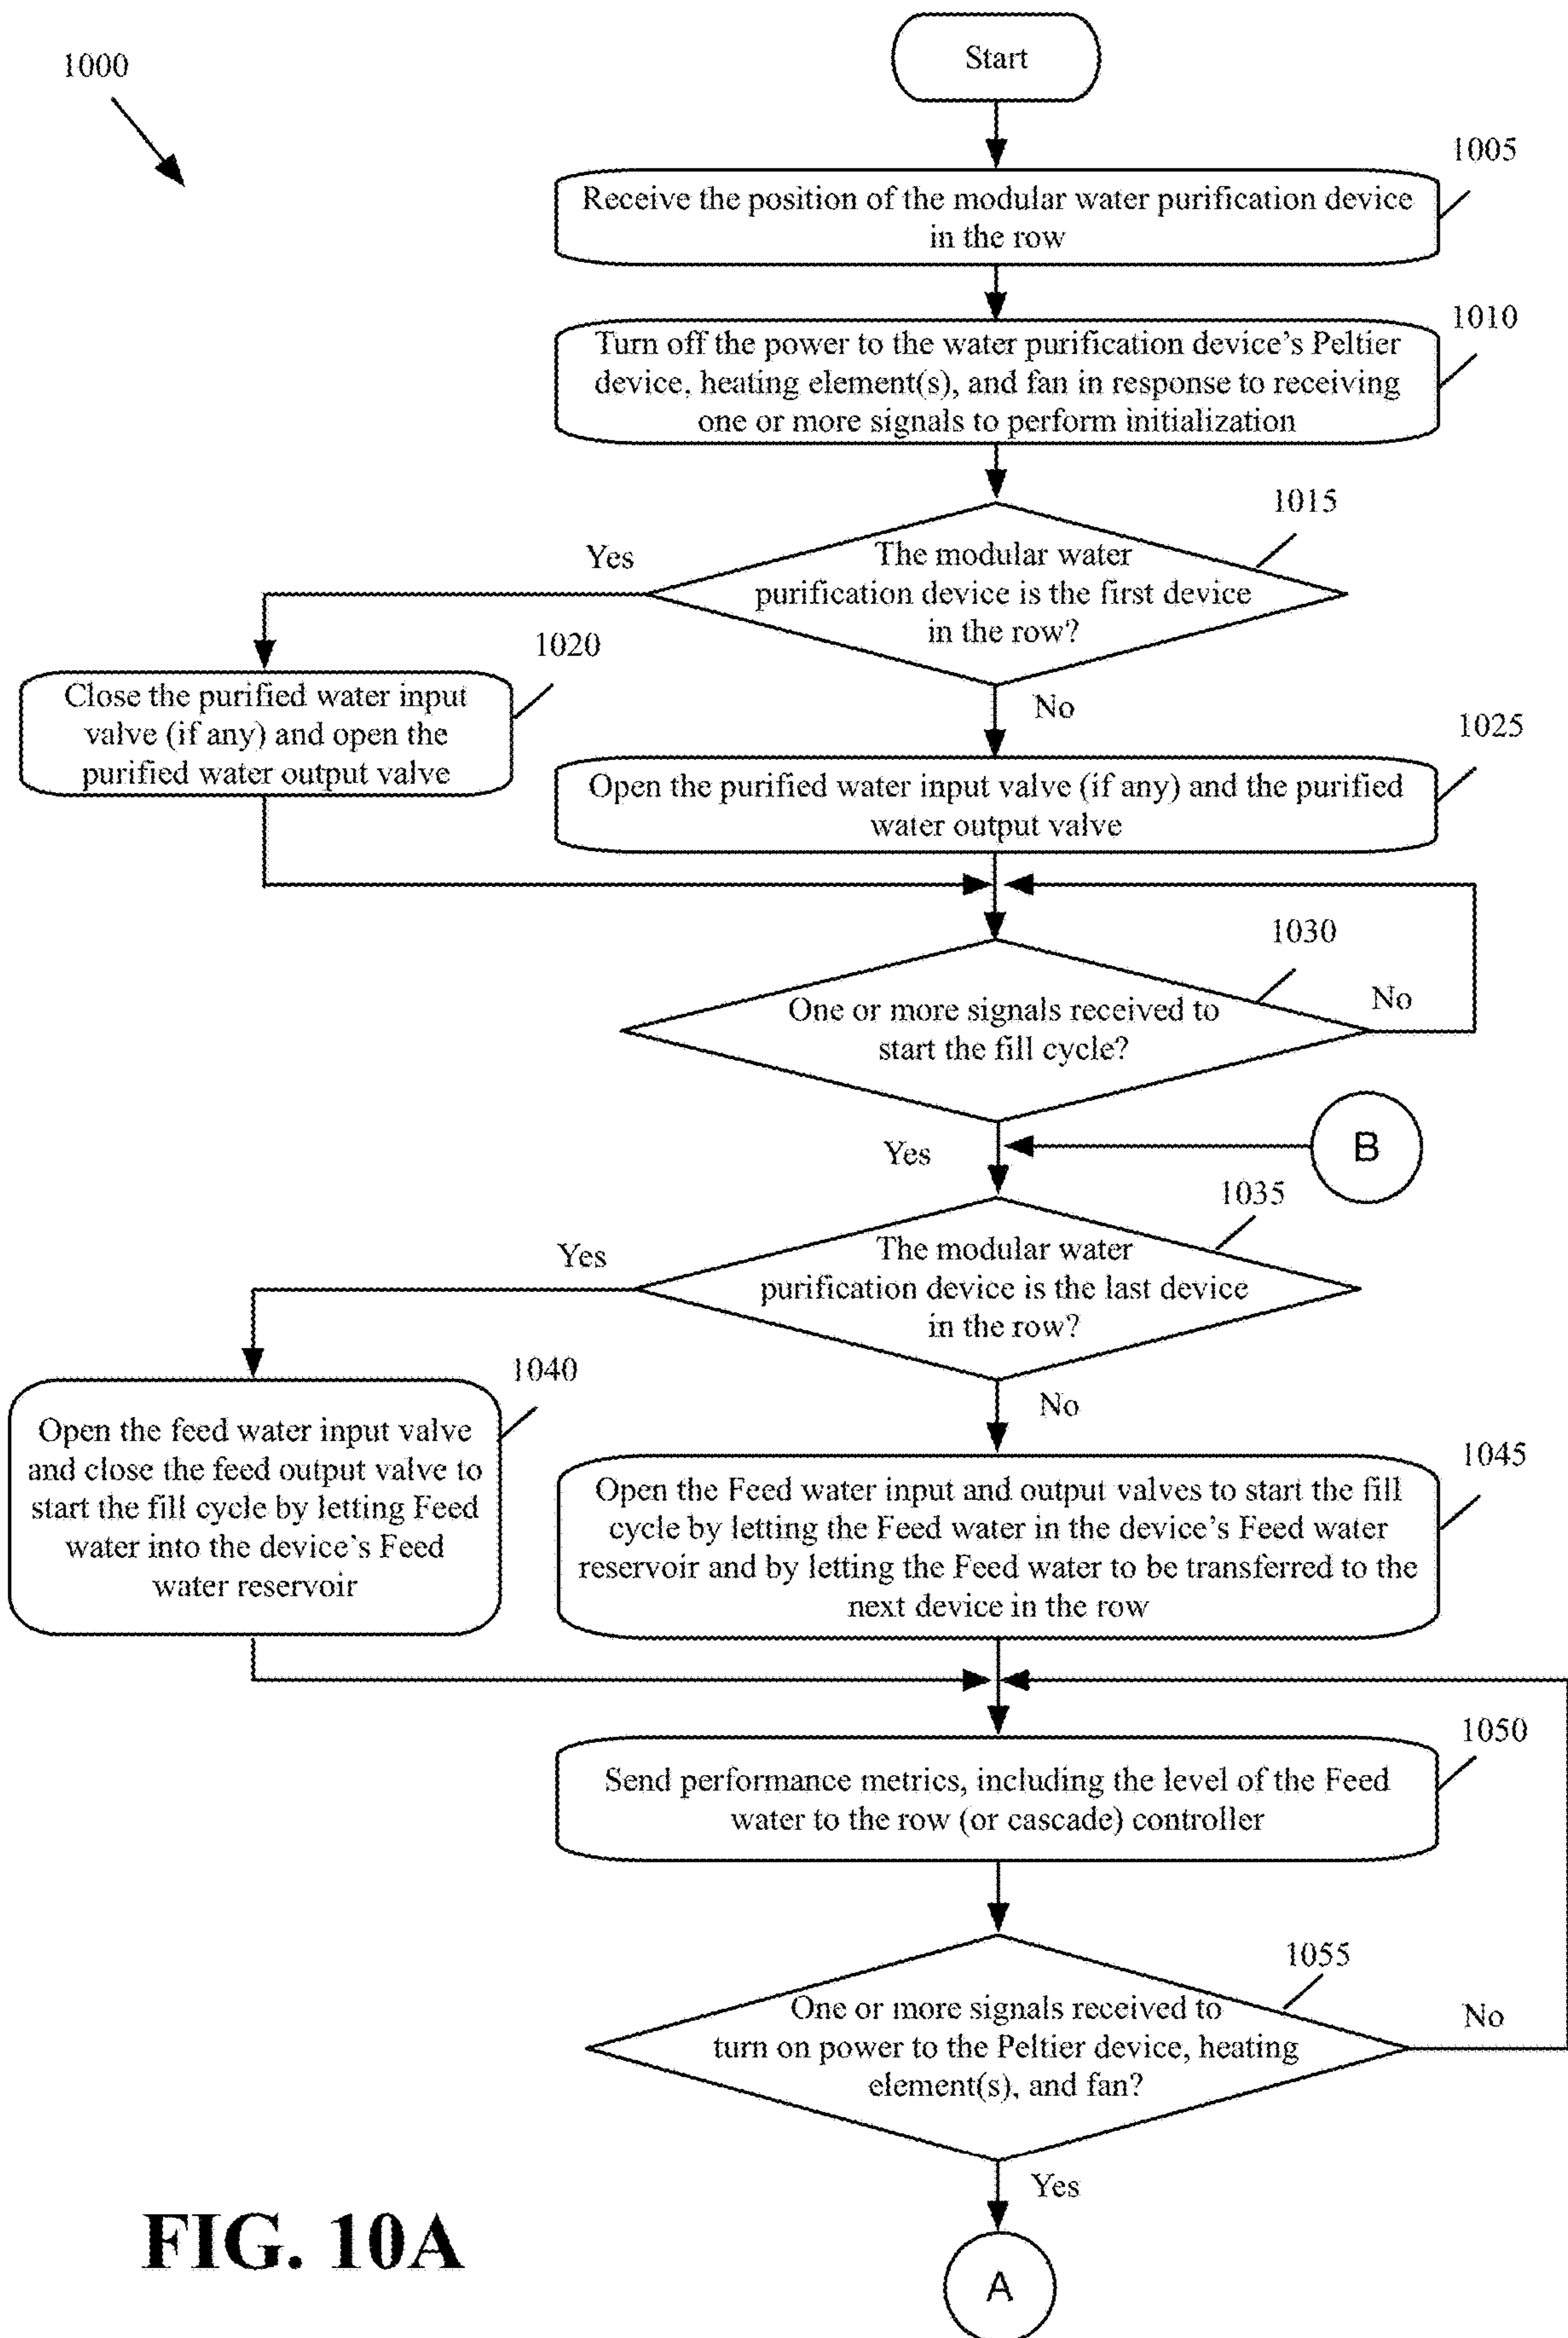 1000
Start
1005
Receive the position of the modular water purification device
in the row
1010
Turn off the power to the water purification device's Peltier
device, heating element(s), and fan in response to receiving
one or more signals to perform initialization
1015
Yes
The modular water
purification device is the first device
in the row?
1020
Close the purified water input
valve (if any) and open the
purified water output valve
No
1025
Open the purified water input valve (if any) and the purified
water output valve
1030
One or more signals received to
start the fill cycle?
No
Yes
B
1035
Yes
The modular water
purification device is the last device
in the row?
1040
Open the feed water input valve
and close the feed output valve to
start the fill cycle by letting Feed
water into the device's Feed
water reservoir
No
1045
Open the Feed water input and output valves to start the fill
cycle by letting the Feed water in the device's Feed water
reservoir and by letting the Feed water to be transferred to the
next device in the row
1050
Send performance metrics, including the level of the Feed
water to the row (or cascade) controller
1055
One or more signals received to
turn on power to the Peltier device, heating
element(s), and fan?
No
Yes
A
FIG. 10A